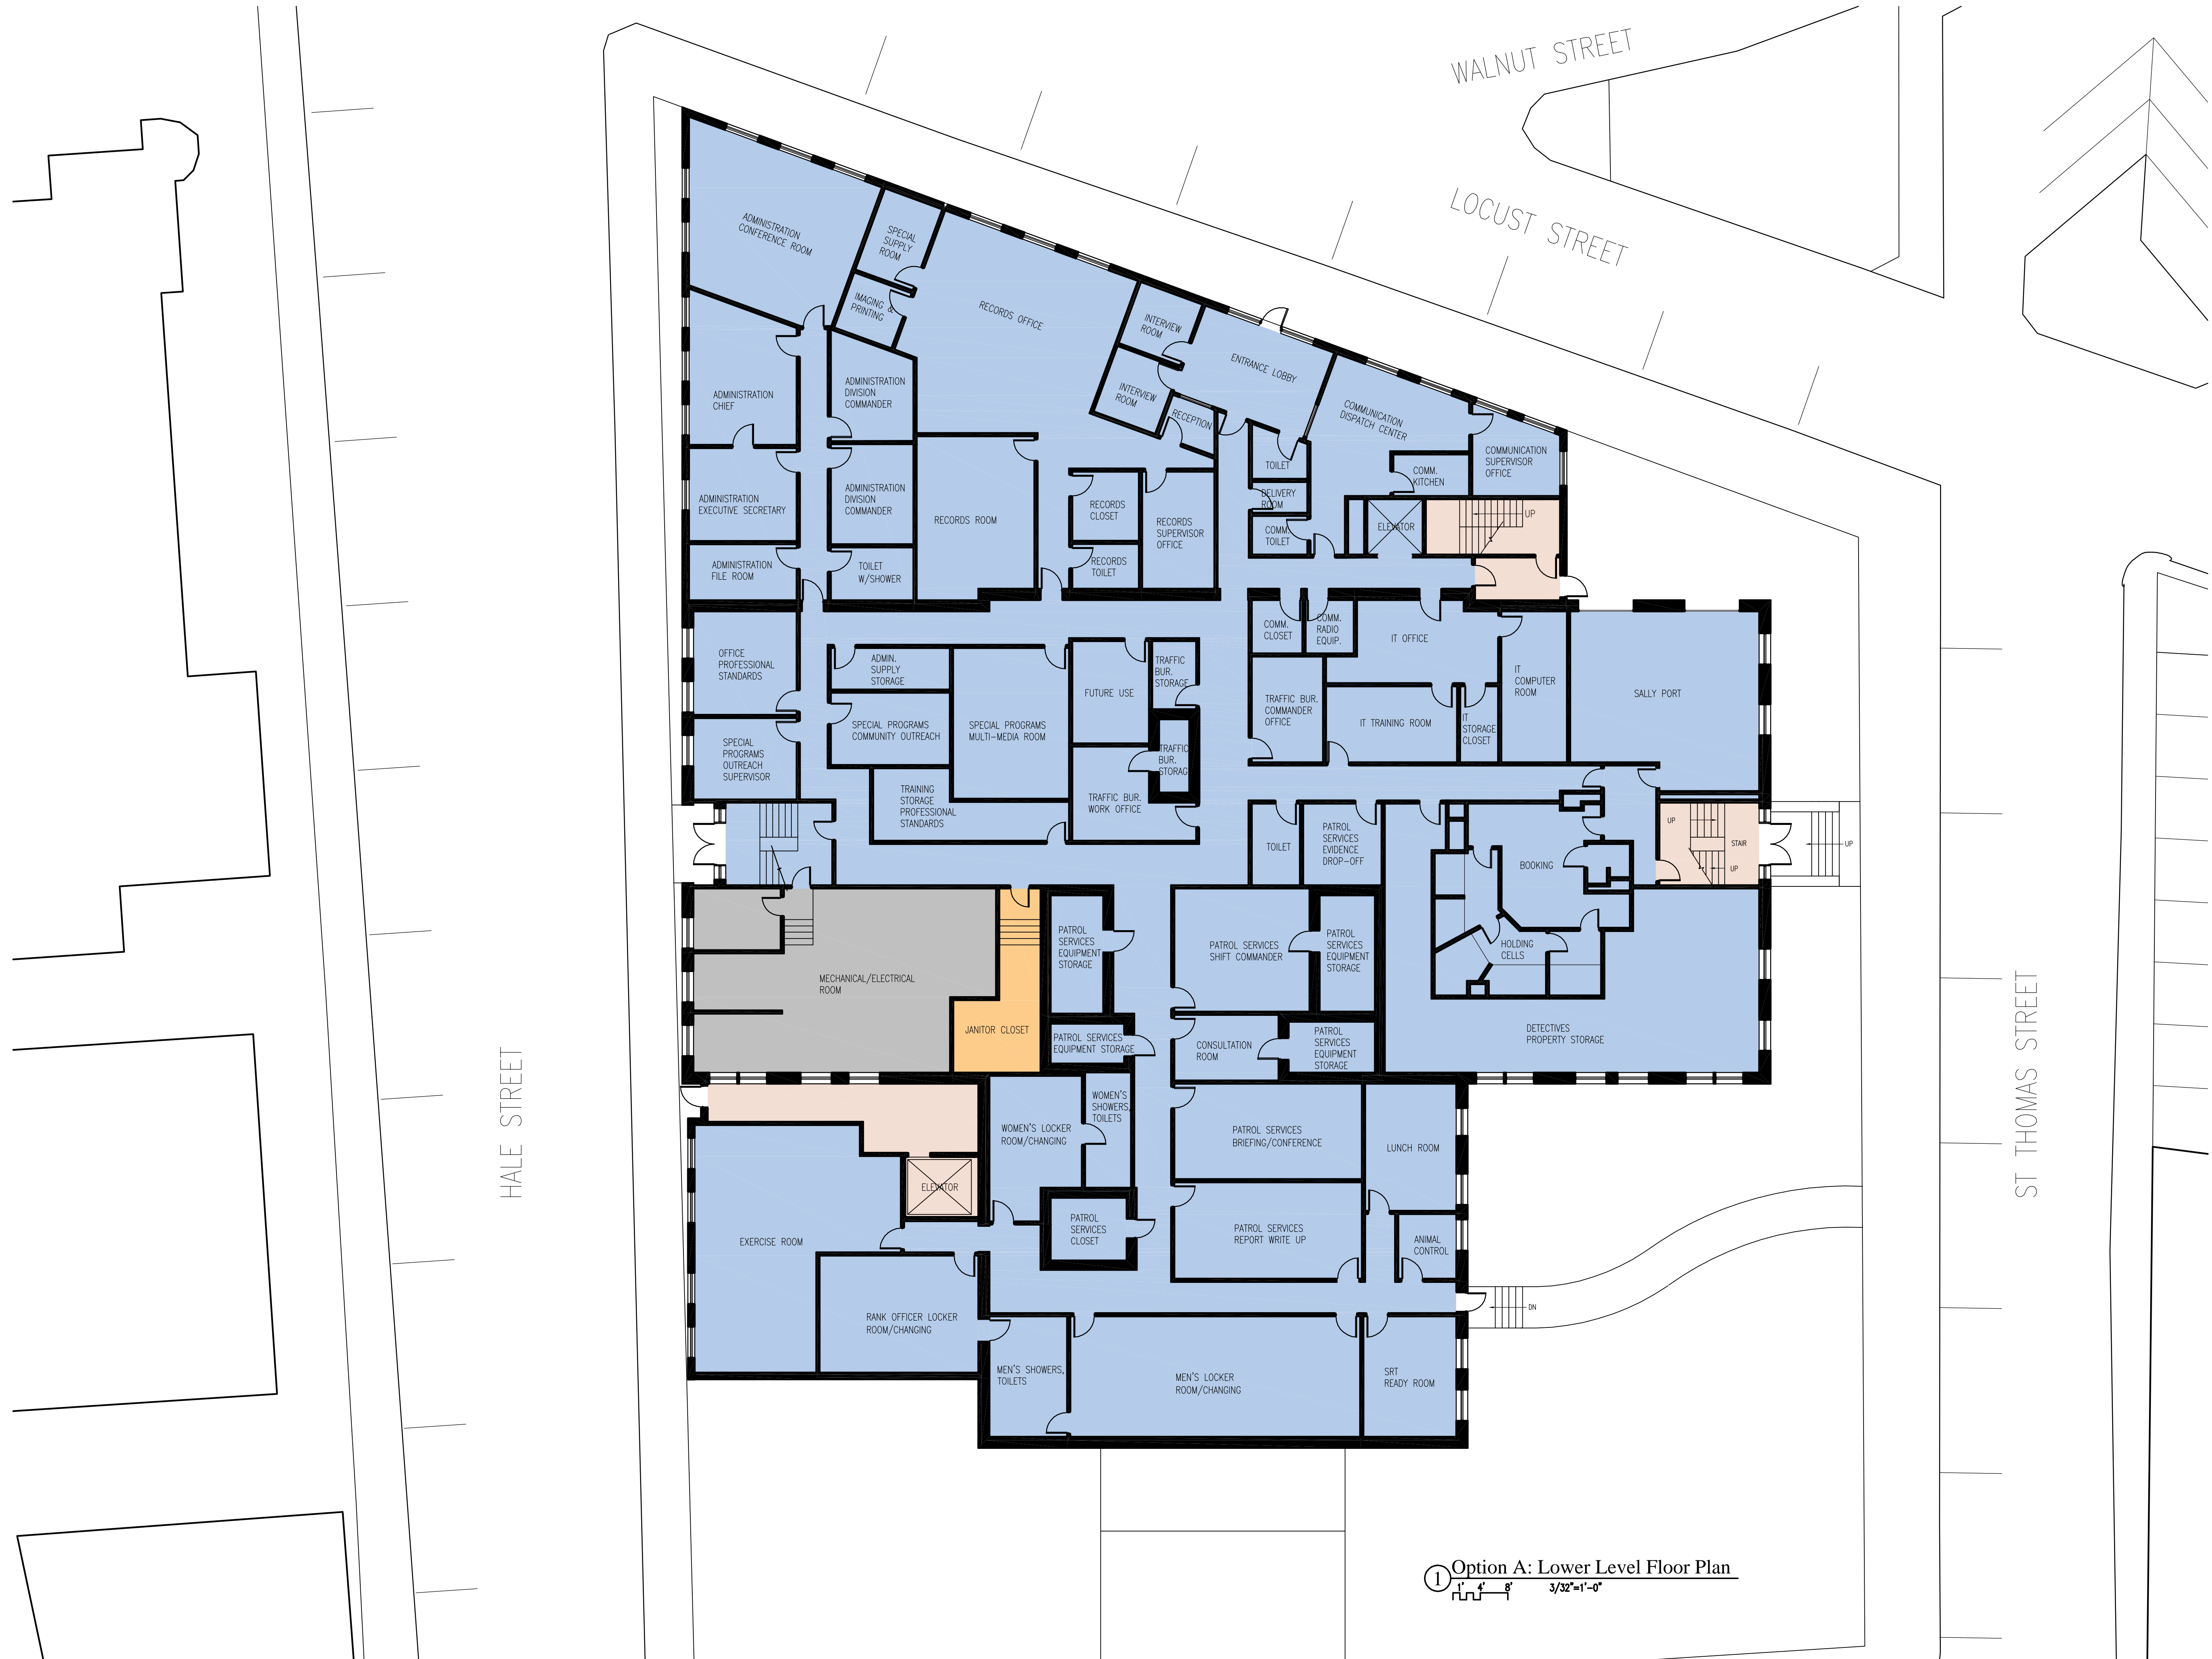 WALNUT STREET
LOCUST STREET
HALE STREET
ST THOMAS STREET
ADMINISTRATION
CONFERENCE ROOM
SPECIAL
SUPPLY
ROOM
IMAGING &
PRINTING
RECORDS OFFICE
INTERVIEW
ROOM
ENTRANCE LOBBY
INTERVIEW
ROOM
RECEPTION
ADMINISTRATION
CHIEF
ADMINISTRATION
DIVISION
COMMANDER
COMMUNICATION
DISPATCH CENTER
COMMUNICATION
SUPERVISOR
OFFICE
TOILET
COMM.
KITCHEN
DELIVERY
ROOM
ADMINISTRATION
EXECUTIVE SECRETARY
ADMINISTRATION
DIVISION
COMMANDER
RECORDS ROOM
RECORDS
CLOSET
RECORDS
SUPERVISOR
OFFICE
COMM.
TOILET
ELEVATOR
UP
ADMINISTRATION
FILE ROOM
TOILET
W/SHOWER
RECORDS
TOILET
COMM.
CLOSET
COMM.
RADIO
EQUIP.
IT OFFICE
OFFICE
PROFESSIONAL
STANDARDS
ADMIN.
SUPPLY
STORAGE
FUTURE USE
TRAFFIC
BUR.
STORAGE
IT
COMPUTER
ROOM
SALLY PORT
TRAFFIC BUR.
COMMANDER
OFFICE
IT TRAINING ROOM
IT
STORAGE
CLOSET
SPECIAL
PROGRAMS
OUTREACH
SUPERVISOR
SPECIAL PROGRAMS
COMMUNITY OUTREACH
SPECIAL PROGRAMS
MULTI-MEDIA ROOM
TRAFFIC
BUR.
STORAG
TRAINING
STORAGE
PROFESSIONAL
STANDARDS
TRAFFIC BUR.
WORK OFFICE
TOILET
PATROL
SERVICES
EVIDENCE
DROP-OFF
BOOKING
UP
STAIR
UP
UP
MECHANICAL/ELECTRICAL
ROOM
JANITOR CLOSET
PATROL
SERVICES
EQUIPMENT
STORAGE
PATROL SERVICES
SHIFT COMMANDER
PATROL
SERVICES
EQUIPMENT
STORAGE
HOLDING
CELLS
DETECTIVES
PROPERTY STORAGE
PATROL SERVICES
EQUIPMENT STORAGE
CONSULTATION
ROOM
PATROL
SERVICES
EQUIPMENT
STORAGE
WOMEN'S LOCKER
ROOM/CHANGING
WOMEN'S
SHOWERS,
TOILETS
PATROL SERVICES
BRIEFING/CONFERENCE
LUNCH ROOM
ELEVATOR
EXERCISE ROOM
PATROL
SERVICES
CLOSET
PATROL SERVICES
REPORT WRITE UP
ANIMAL
CONTROL
DN
RANK OFFICER LOCKER
ROOM/CHANGING
MEN'S SHOWERS,
TOILETS
MEN'S LOCKER
ROOM/CHANGING
SRT
READY ROOM
1 Option A: Lower Level Floor Plan
1' 4' 8' 3/32"=1'-0"